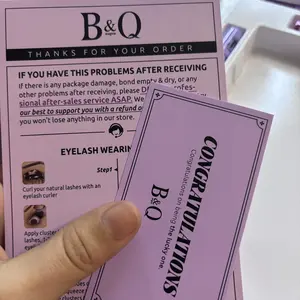 B&Q
THANKS FOR YOUR ORDER
IF YOU HAVE THIS PROBLEMS AFTER RECEIVING
If there is any package damage, bond empty & dry, or any
other problems after receiving, please
sional after-sales service ASAP, We
our best to support you with a refund
you won't lose anything in our store.
EYELASH WEARIN
Step1
Curl your natural lashes with an
eyelash curler
Apply cluster
lashes,
CONGRATULATIONS
Congratulations on being the lucky one.
B&Q